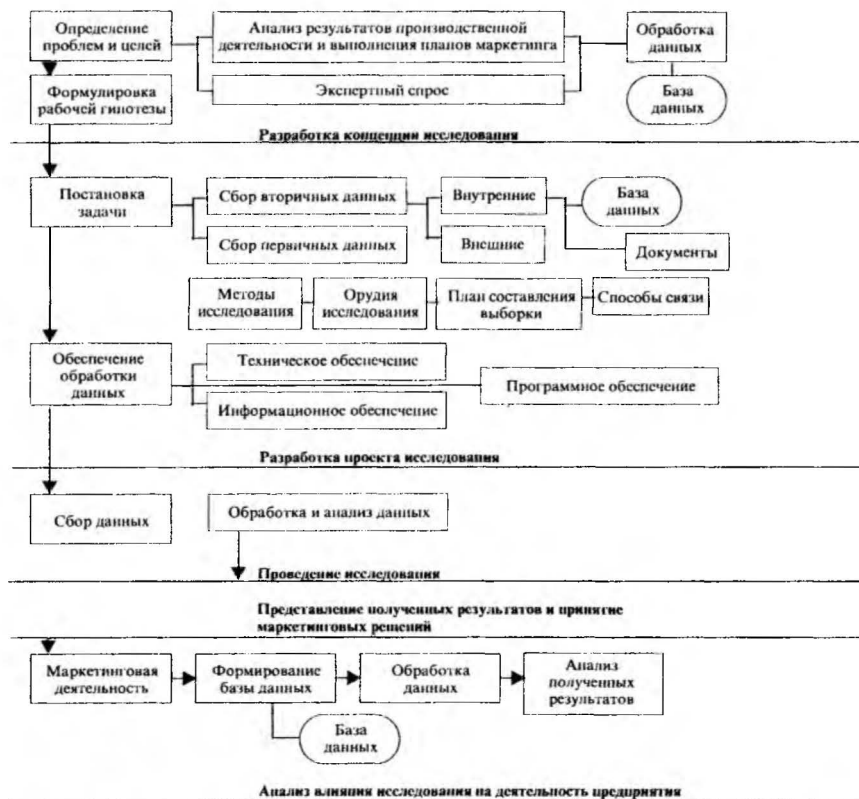 Определение
проблем и целей
Анализ результатов производственной
деятельности и выполнения планов маркетинга
Обработка
данных
Формулировка
рабочей гипотезы
Экспертный спрос
База
данных
Разработка концепции исследования
Постановка
задачи
Сбор вторичных данных
Внутренние
База
данных
Сбор первичных данных
Внешние
Документы
Методы
исследования
Орудия
исследования
План составления
выборки
Способы связи
Обеспечение
обработки
данных
Техническое обеспечение
Программное обеспечение
Информационное обеспечение
Разработка проекта исследования
Сбор данных
Обработка и анализ данных
Проведение исследования
Представление полученных результатов и принятие
маркетинговых решений
Маркетинговая
деятельность
Формирование
базы данных
Обработка
данных
Анализ
полученных
результатов
База
данных
Анализ влияния исследования на деятельность предприятия